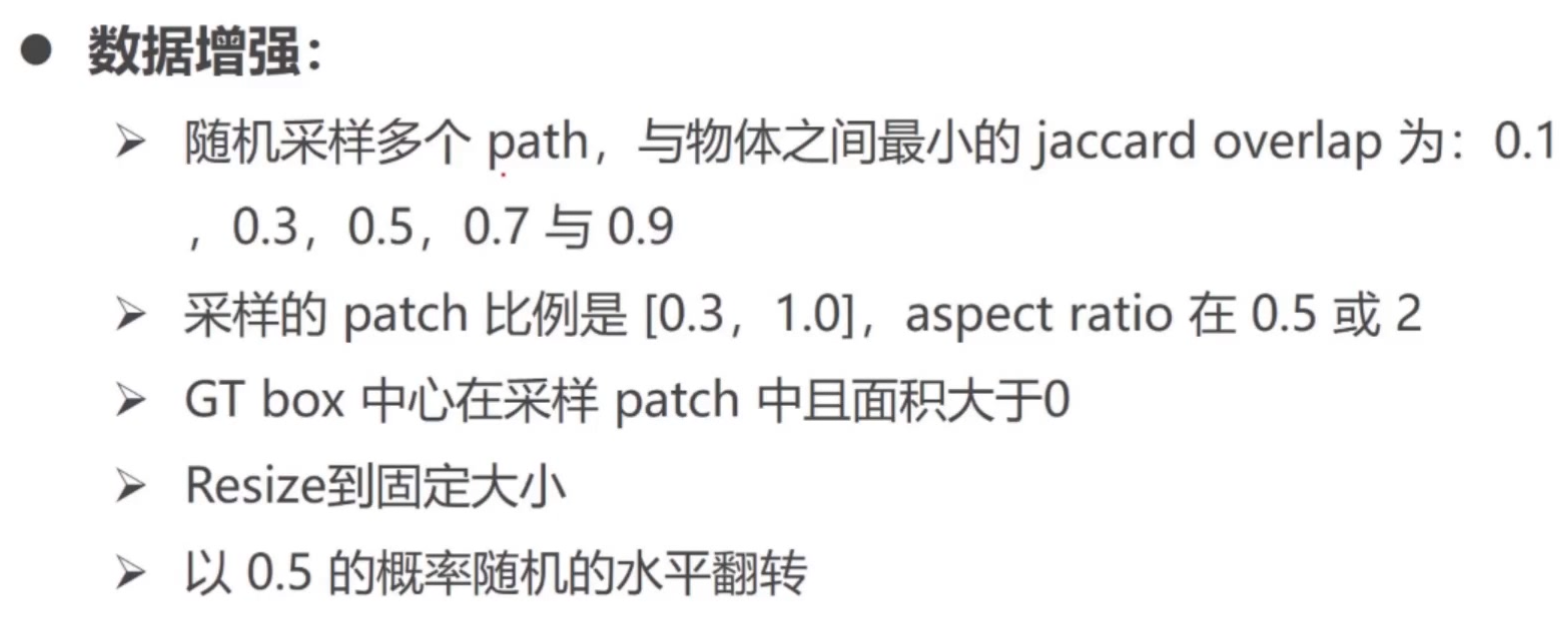 ● 数据增强：
➢ 随机采样多个 path，与物体之间最小的 jaccard overlap 为：0.1
，0.3，0.5，0.7 与 0.9
➢ 采样的 patch 比例是 [0.3，1.0]，aspect ratio 在 0.5 或 2
➢ GT box 中心在采样 patch 中且面积大于0
➢ Resize到固定大小
➢ 以 0.5 的概率随机的水平翻转